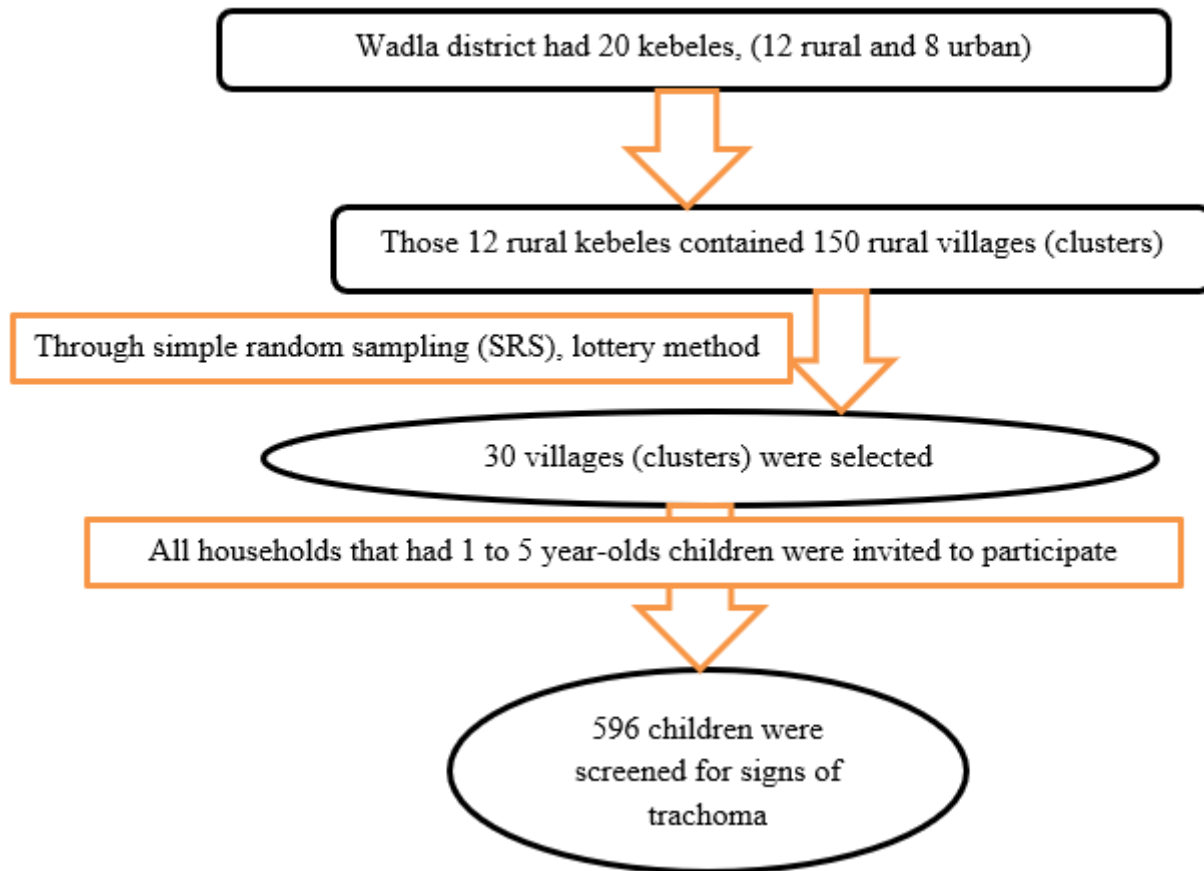 Wadla district had 20 kebeles, (12 rural and 8 urban)
Those 12 rural kebeles contained 150 rural villages (clusters)
Through simple random sampling (SRS), lottery method
30 villages (clusters) were selected
All households that had 1 to 5 year-olds children were invited to participate
596 children were
screened for signs of
trachoma